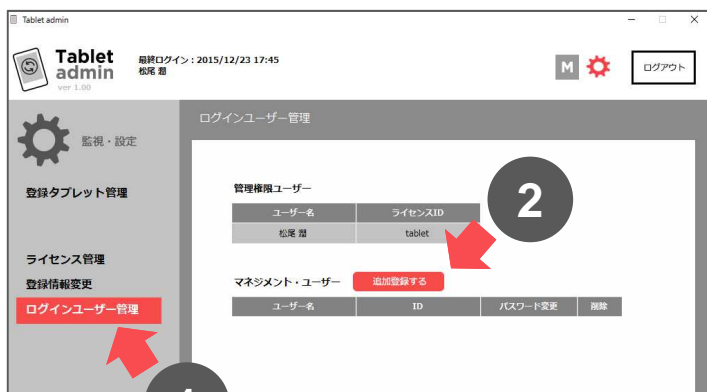 Tablet admin
Tablet
admin
ver 1.00
最終ログイン：2015/12/23 17:45
松尾 潤
M
ログアウト
監視・設定
登録タブレット管理
ライセンス管理
登録情報変更
ログインユーザー管理
ログインユーザー管理
管理権限ユーザー
ユーザー名 ライセンスID
松尾 潤 tablet
2
マネジメント・ユーザー 追加登録する
ユーザー名 ID パスワード変更 削除